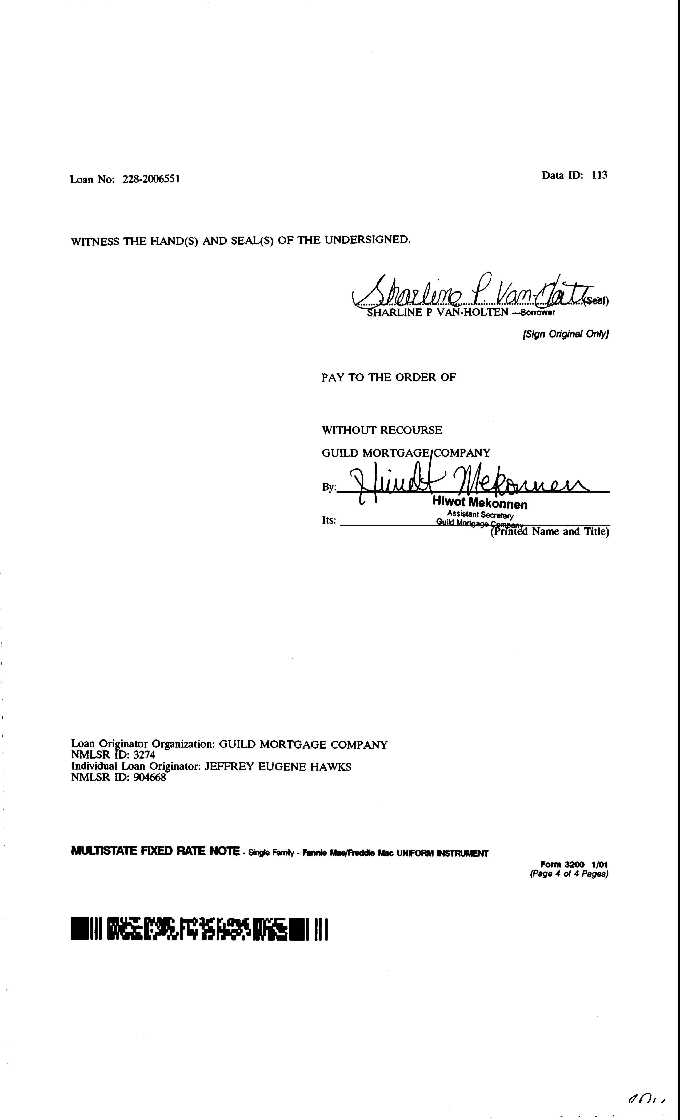 Loan No: 228-2006551
Data ID: 113
WITNESS THE HAND(S) AND SEAL(S) OF THE UNDERSIGNED.
Sharline P. Van-Holt (Seal)
SHARLINE P VAN-HOLTEN —Borrower
[Sign Original Only]
PAY TO THE ORDER OF
WITHOUT RECOURSE
GUILD MORTGAGE COMPANY
By: Hiwot Mekonnen
Hiwot Mekonnen
Assistant Secretary
Its: Guild Mortgage Company
(Printed Name and Title)
Loan Originator Organization: GUILD MORTGAGE COMPANY
NMLSR ID: 3274
Individual Loan Originator: JEFFREY EUGENE HAWKS
NMLSR ID: 904668
MULTISTATE FIXED RATE NOTE - Single Family - Fannie Mae/Freddie Mac UNIFORM INSTRUMENT
Form 3200 1/01
(Page 4 of 4 Pages)